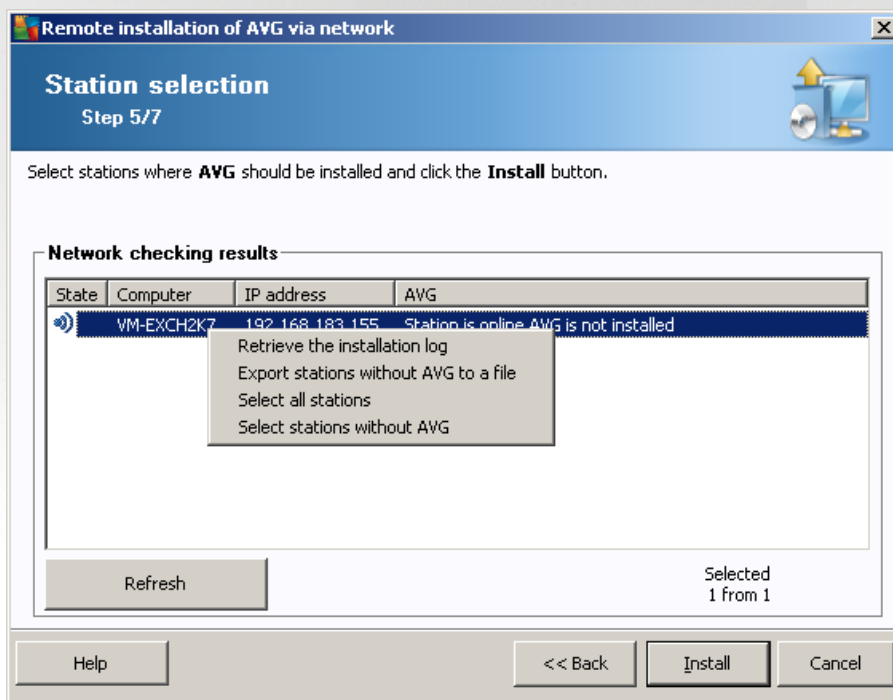 Remote installation of AVG via network
Station selection
Step 5/7
Select stations where AVG should be installed and click the Install button.
Network checking results
State Computer IP address AVG
VM-EXCH2K7 192.168.183.155 Station is online AVG is not installed
Retrieve the installation log
Export stations without AVG to a file
Select all stations
Select stations without AVG
Refresh
Selected
1 from 1
Help << Back Install Cancel